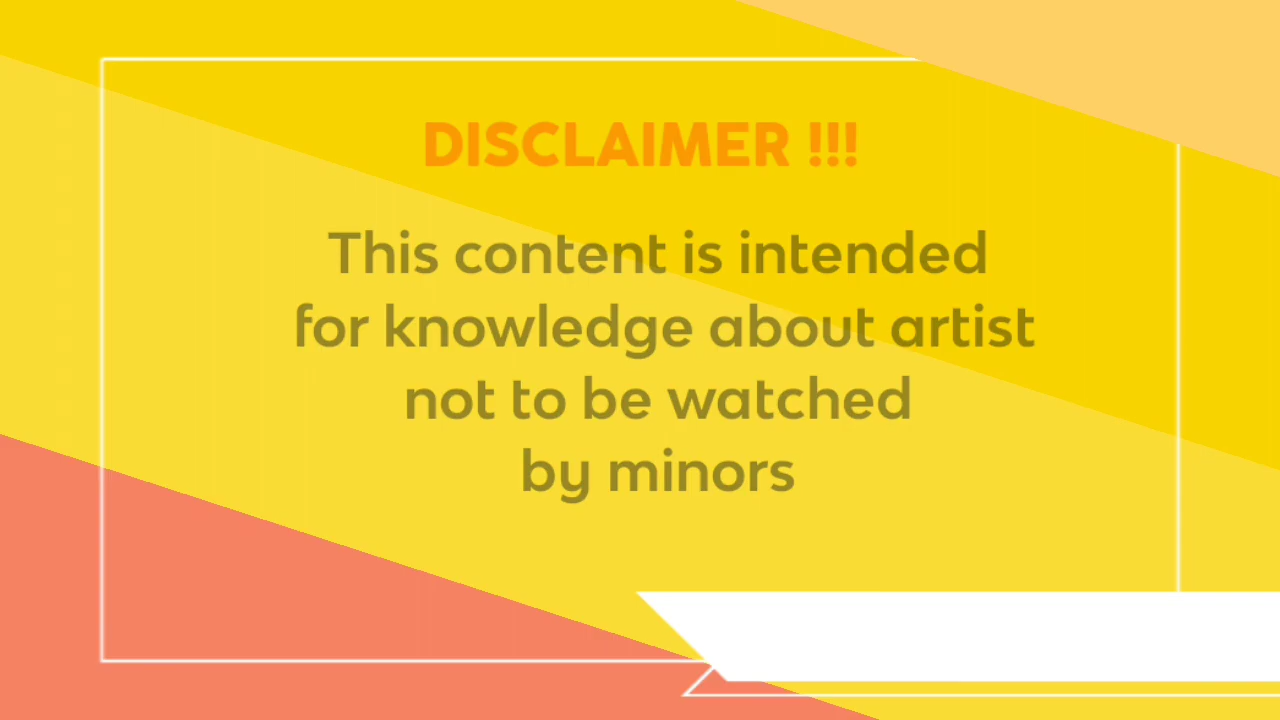 DISCLAIMER !!!
This content is intended
for knowledge about artist
not to be watched
by minors